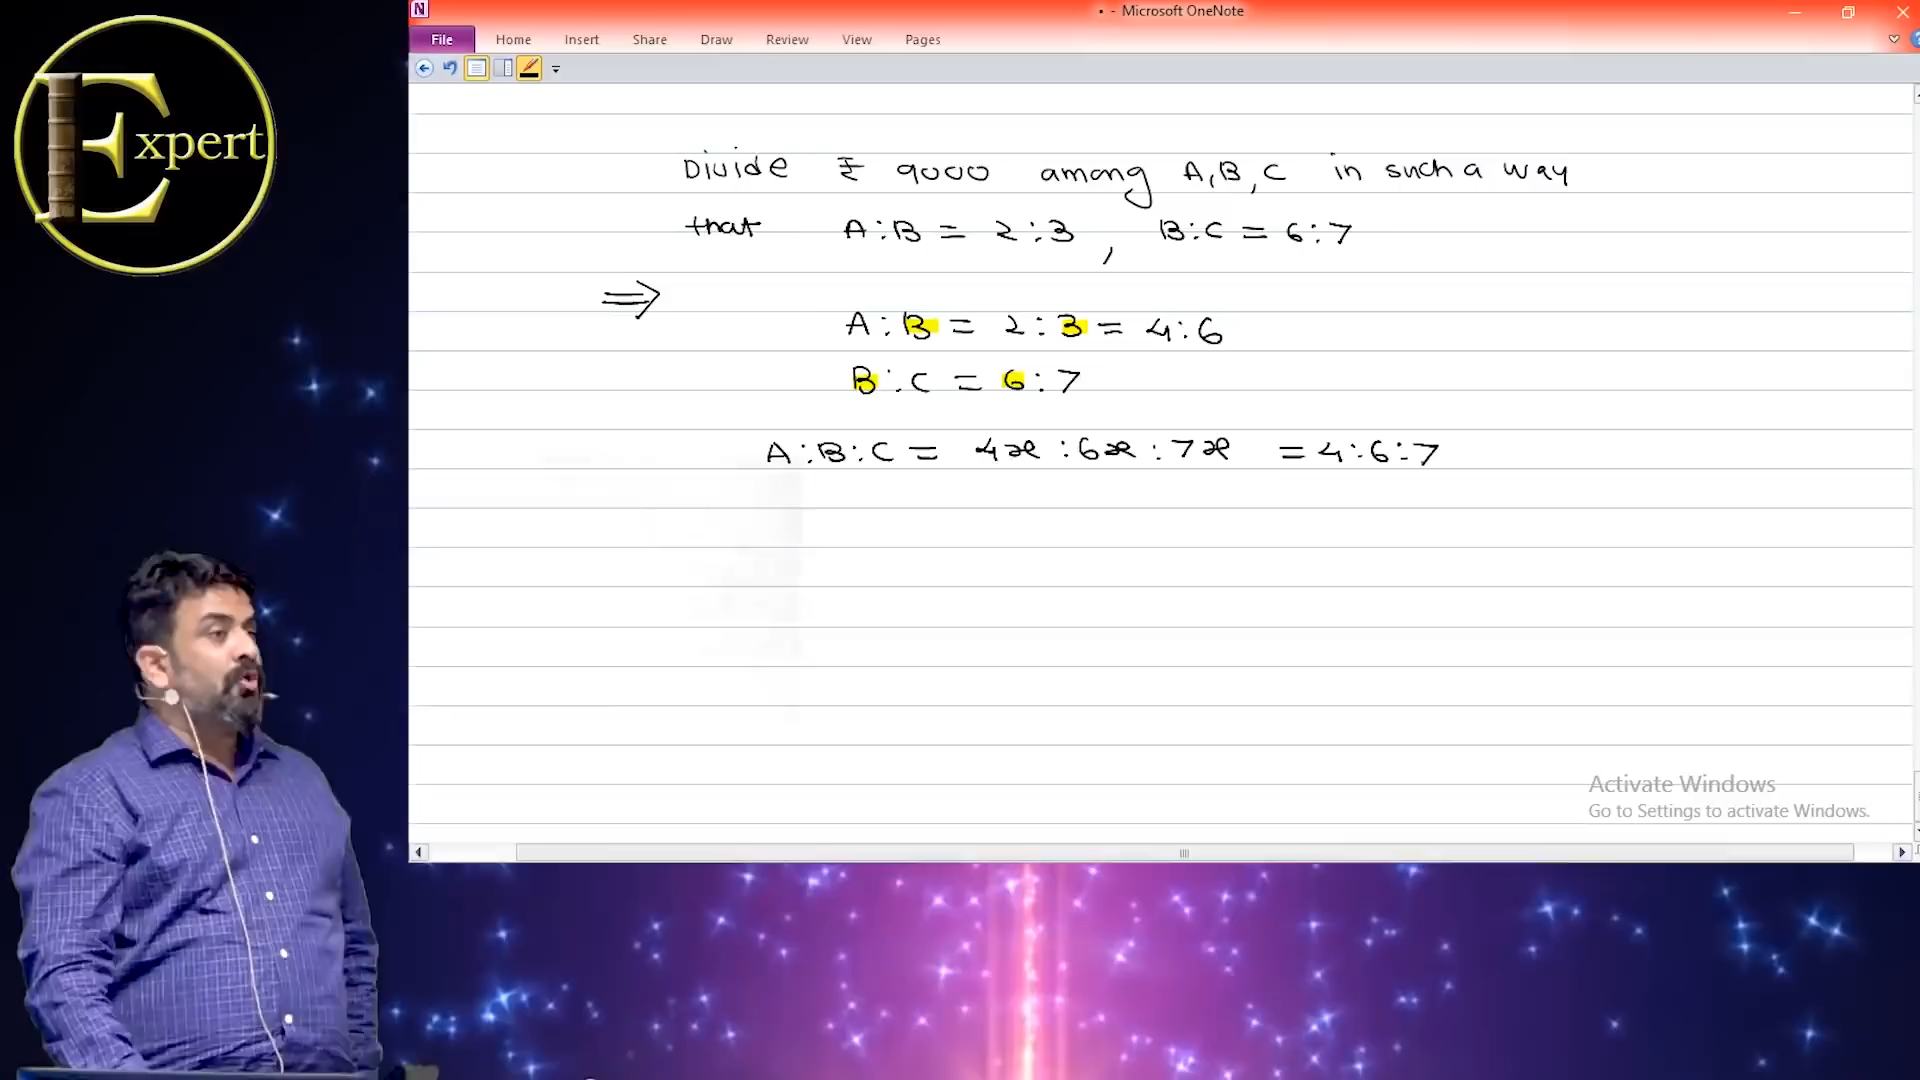 Expert
• - Microsoft OneNote
File Home Insert Share Draw Review View Pages
Divide ₹ 9000 among A, B, C in such a way
that A : B = 2 : 3 , B : C = 6 : 7
⇒
A : B = 2 : 3 = 4 : 6
B : C = 6 : 7
A : B : C = 4x : 6x : 7x = 4 : 6 : 7
Activate Windows
Go to Settings to activate Windows.